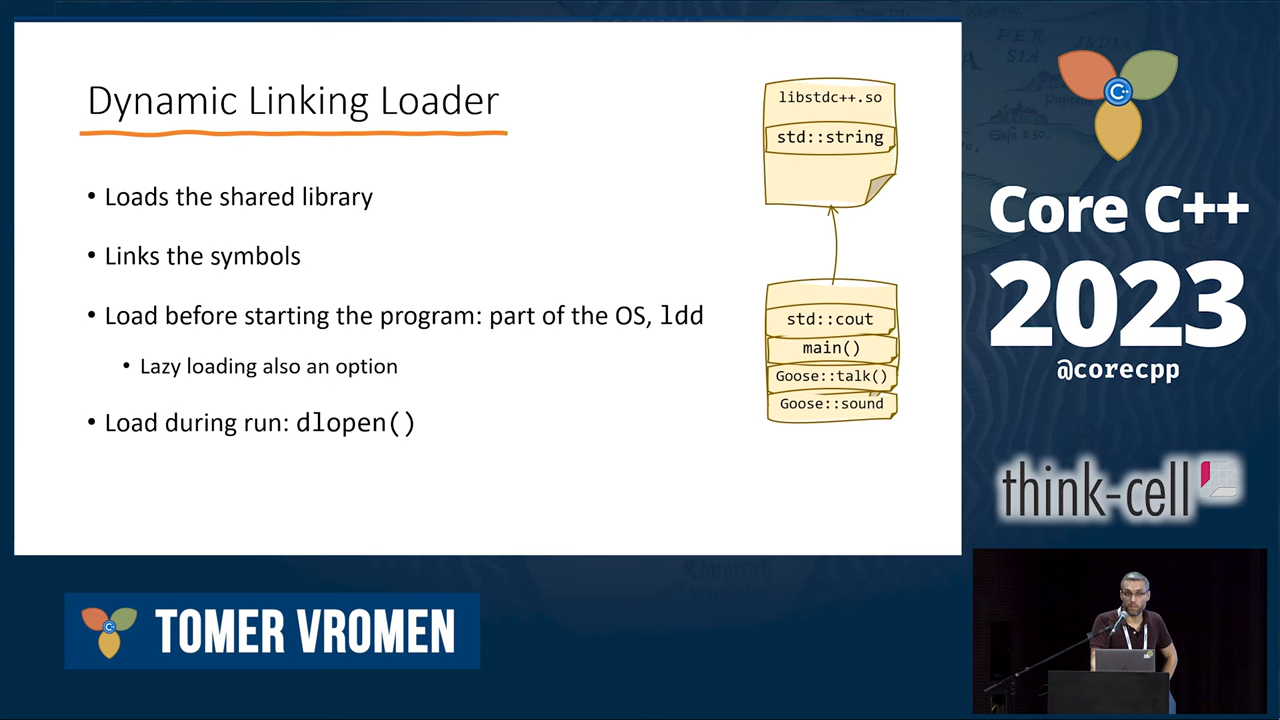 Dynamic Linking Loader
• Loads the shared library
• Links the symbols
• Load before starting the program: part of the OS, ldd
• Lazy loading also an option
• Load during run: dlopen()
libstdc++.so
std::string
std::cout
main()
Goose::talk()
Goose::sound
C++
Core C++
2023
@corecpp
think-cell
TOMER VROMEN